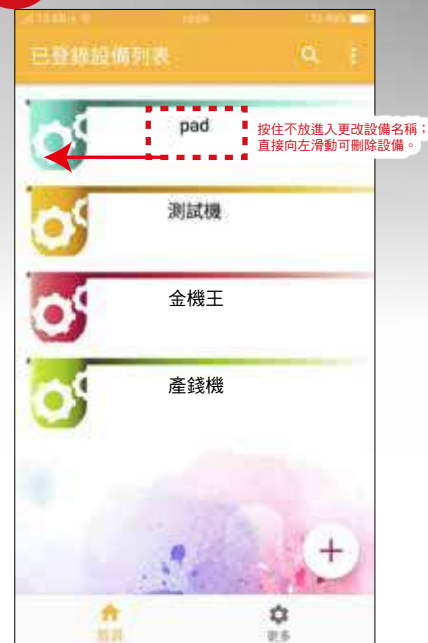 已登錄設備列表
pad
按住不放進入更改設備名稱；
直接向左滑動可刪除設備。
測試機
金機王
產錢機
更多